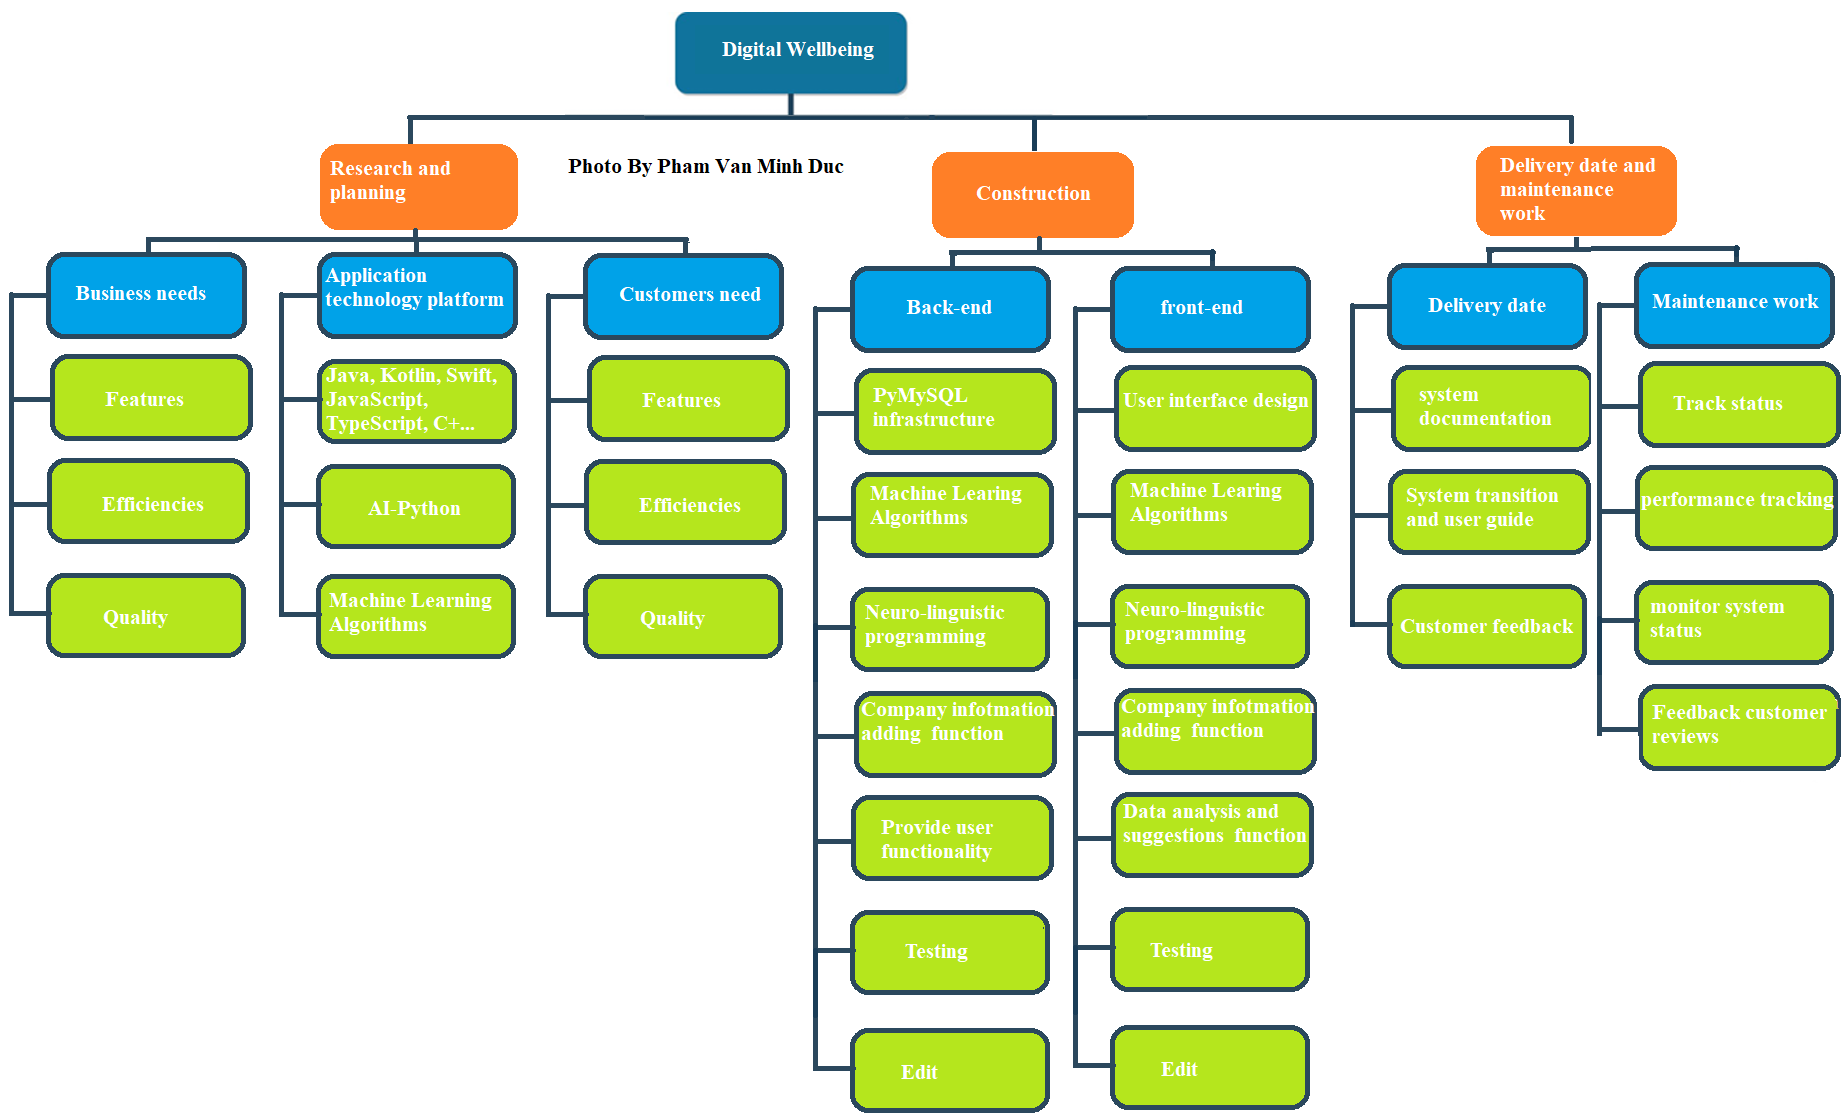 Digital Wellbeing
Photo By Pham Van Minh Duc
Research and
planning
Business needs
Features
Efficiencies
Quality
Application
technology platform
Java, Kotlin, Swift,
JavaScript,
TypeScript, C+...
AI-Python
Machine Learning
Algorithms
Customers need
Features
Efficiencies
Quality
Construction
Back-end
PyMySQL
infrastructure
Machine Learing
Algorithms
Neuro-linguistic
programming
Company infotmation
adding function
Provide user
functionality
Testing
Edit
front-end
User interface design
Machine Learing
Algorithms
Neuro-linguistic
programming
Company infotmation
adding function
Data analysis and
suggestions function
Testing
Edit
Delivery date and
maintenance
work
Delivery date
system
documentation
System transition
and user guide
Customer feedback
Maintenance work
Track status
performance tracking
monitor system
status
Feedback customer
reviews